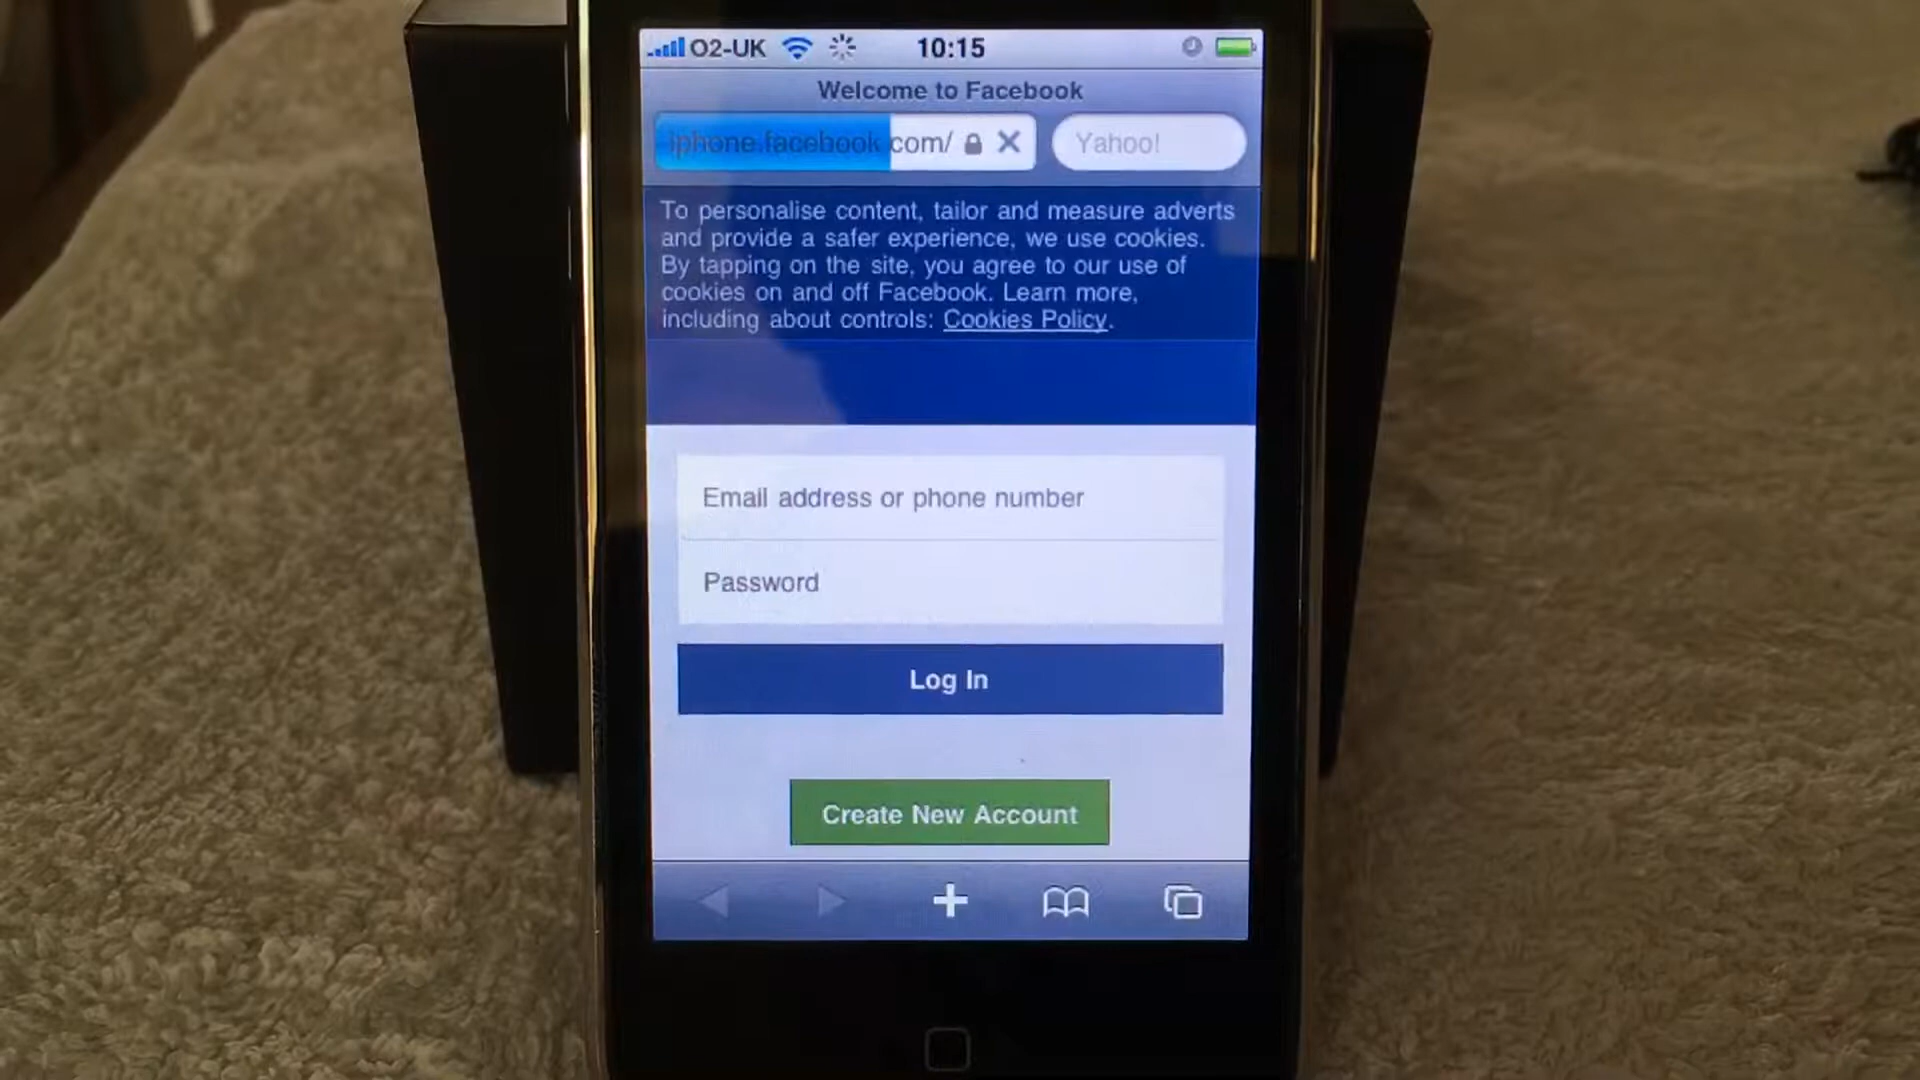 O2-UK 10:15
Welcome to Facebook
iphone.facebook.com/ Yahoo!
To personalise content, tailor and measure adverts
and provide a safer experience, we use cookies.
By tapping on the site, you agree to our use of
cookies on and off Facebook. Learn more,
including about controls: Cookies Policy.
Email address or phone number
Password
Log In
Create New Account